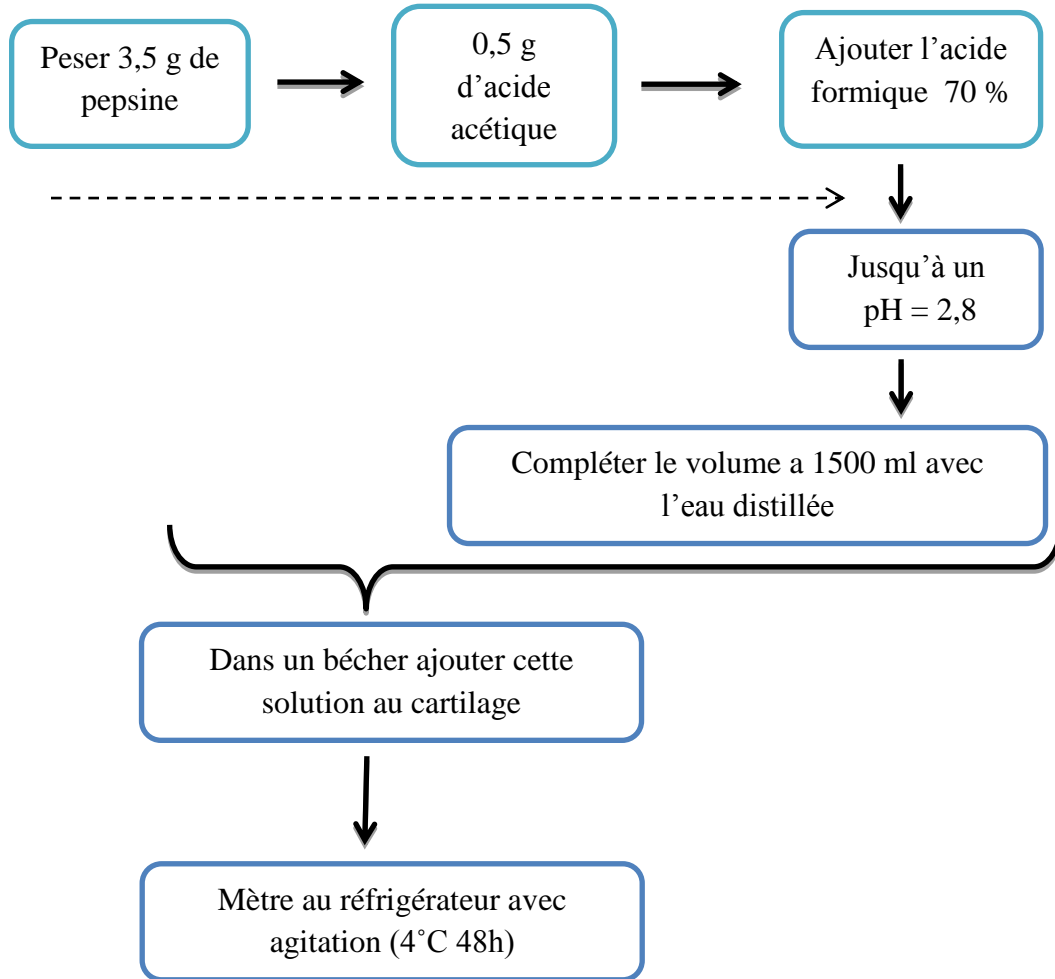 Peser 3,5 g de
pepsine
0,5 g
d’acide
acétique
Ajouter l’acide
formique 70 %
Jusqu’à un
pH = 2,8
Compléter le volume a 1500 ml avec
l’eau distillée
Dans un bécher ajouter cette
solution au cartilage
Mètre au réfrigérateur avec
agitation (4˚C 48h)